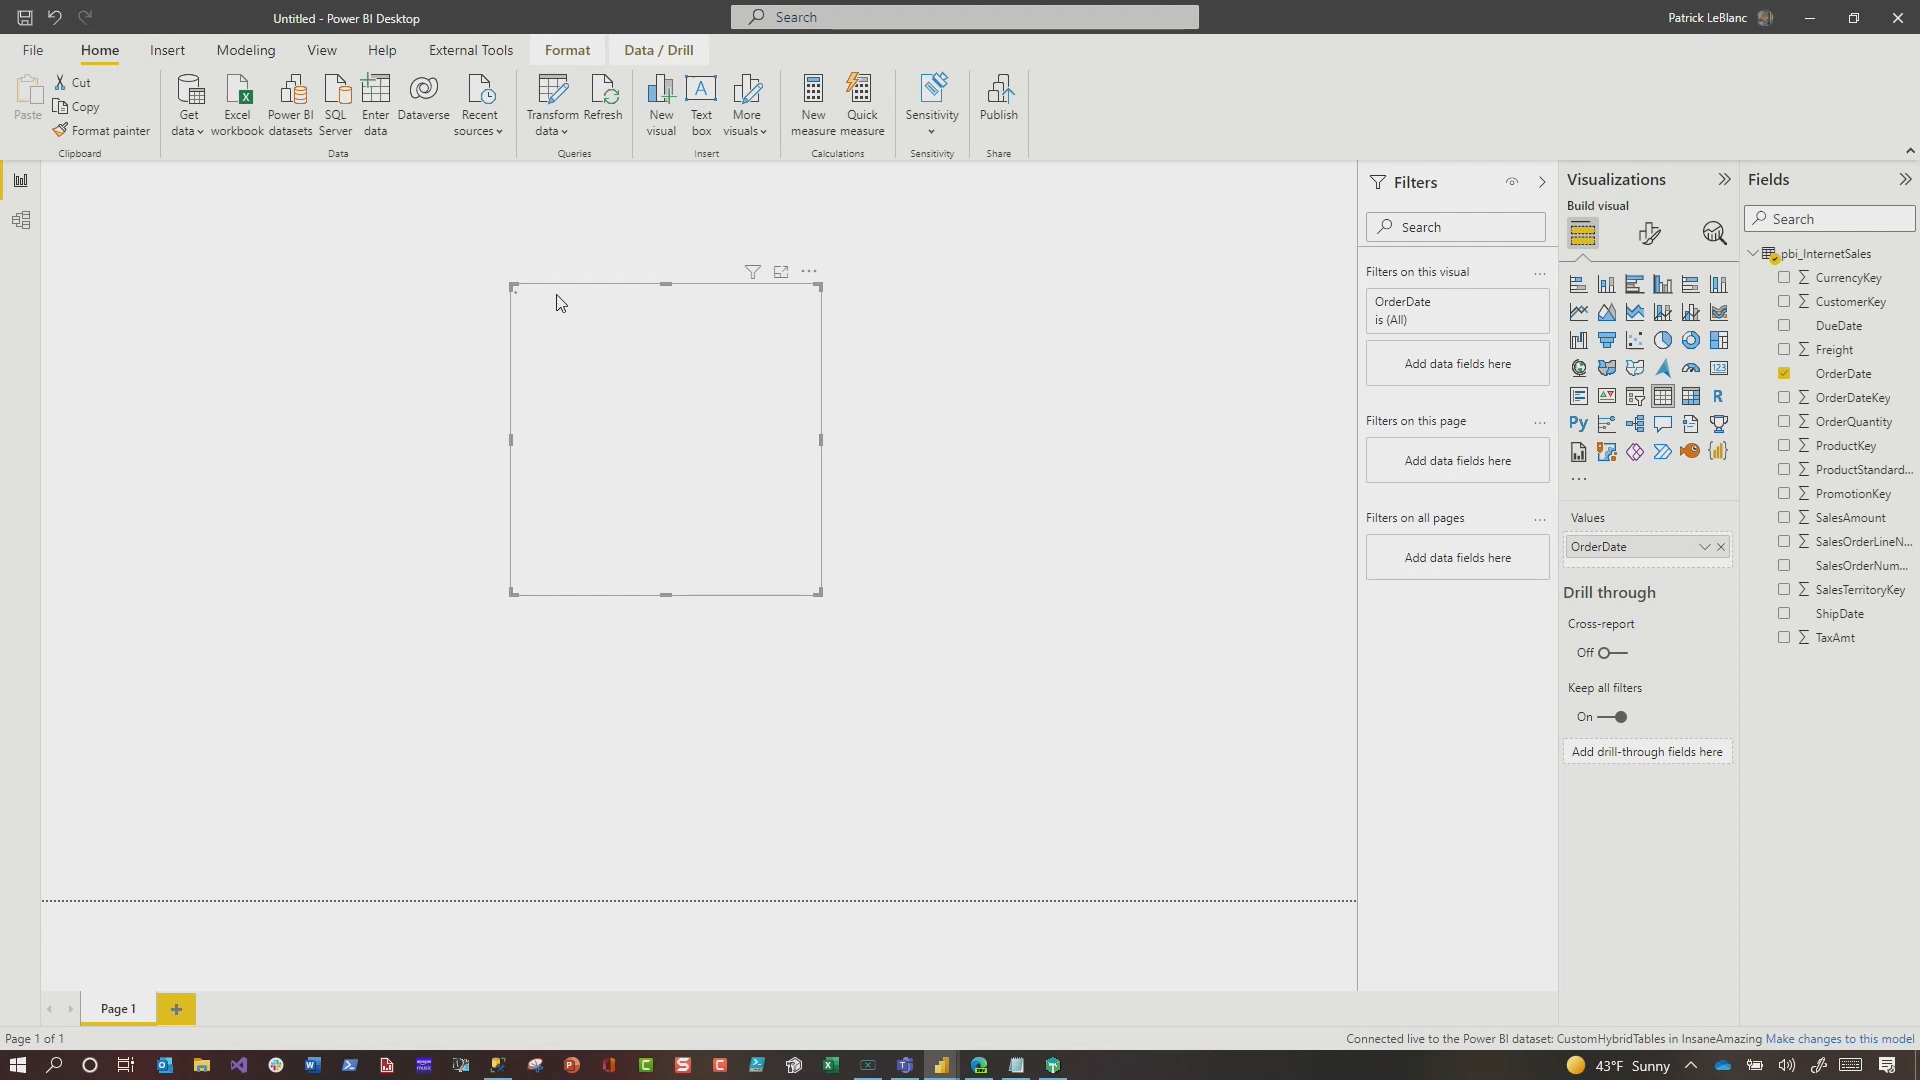 Untitled - Power BI Desktop
Search
Patrick LeBlanc
File
Home
Insert
Modeling
View
Help
External Tools
Format
Data / Drill
Paste
Cut
Copy
Format painter
Clipboard
Get data
Excel workbook
Power BI datasets
SQL Server
Enter data
Dataverse
Recent sources
Data
Transform data
Refresh
Queries
New visual
Text box
More visuals
Insert
New measure
Quick measure
Calculations
Sensitivity
Sensitivity
Publish
Share
Filters
Search
Filters on this visual
...
OrderDate
is (All)
Add data fields here
Filters on this page
...
Add data fields here
Filters on all pages
...
Add data fields here
Visualizations
Build visual
123
R
Py
...
Values
OrderDate
Drill through
Cross-report
Off
Keep all filters
On
Add drill-through fields here
Fields
Search
pbi_InternetSales
∑ CurrencyKey
∑ CustomerKey
DueDate
∑ Freight
OrderDate
∑ OrderDateKey
∑ OrderQuantity
∑ ProductKey
∑ ProductStandard...
∑ PromotionKey
∑ SalesAmount
∑ SalesOrderLineN...
SalesOrderNum...
∑ SalesTerritoryKey
ShipDate
∑ TaxAmt
Page 1
Page 1 of 1
Connected live to the Power BI dataset: CustomHybridTables in InsaneAmazing Make changes to this model
43°F Sunny